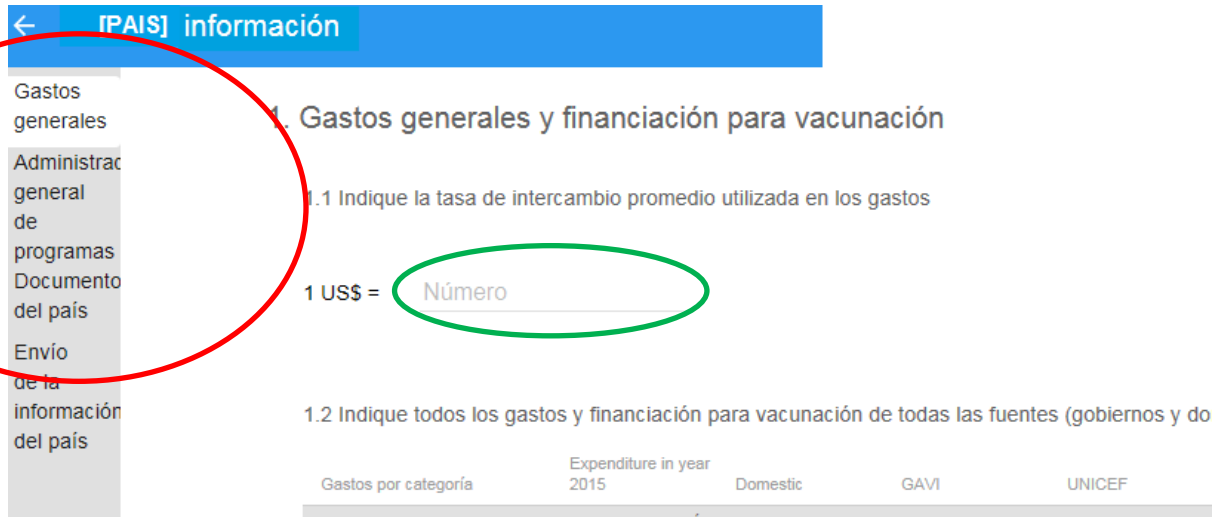 [PAIS] información
Gastos
generales
Administrac
general
de
programas
Documento
del país
Envío
de la
información
del país
1. Gastos generales y financiación para vacunación
1.1 Indique la tasa de intercambio promedio utilizada en los gastos
1 US$ = Número
1.2 Indique todos los gastos y financiación para vacunación de todas las fuentes (gobiernos y do
Expenditure in year
Gastos por categoría 2015 Domestic GAVI UNICEF